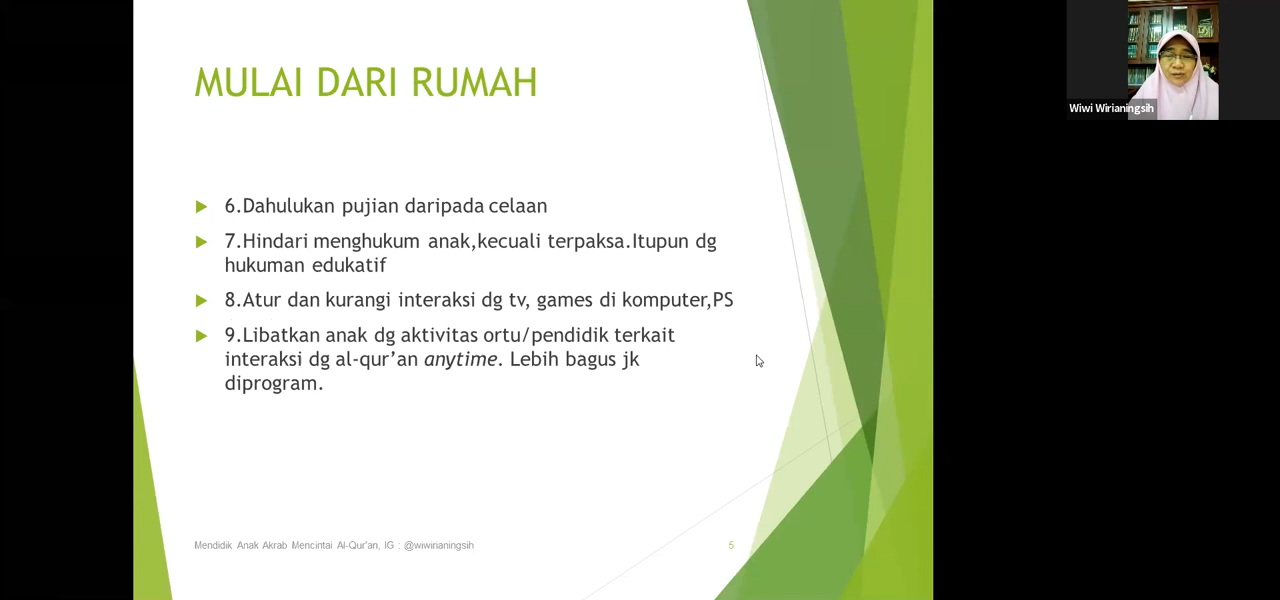 MULAI DARI RUMAH
6.Dahulukan pujian daripada celaan
7.Hindari menghukum anak,kecuali terpaksa.Itupun dg
hukuman edukatif
8.Atur dan kurangi interaksi dg tv, games di komputer,PS
9.Libatkan anak dg aktivitas ortu/pendidik terkait
interaksi dg al-qur’an anytime. Lebih bagus jk
diprogram.
Mendidik Anak Akrab Mencintai Al-Qur'an, IG : @wiwirianingsih
5
Wiwi Wirianingsih